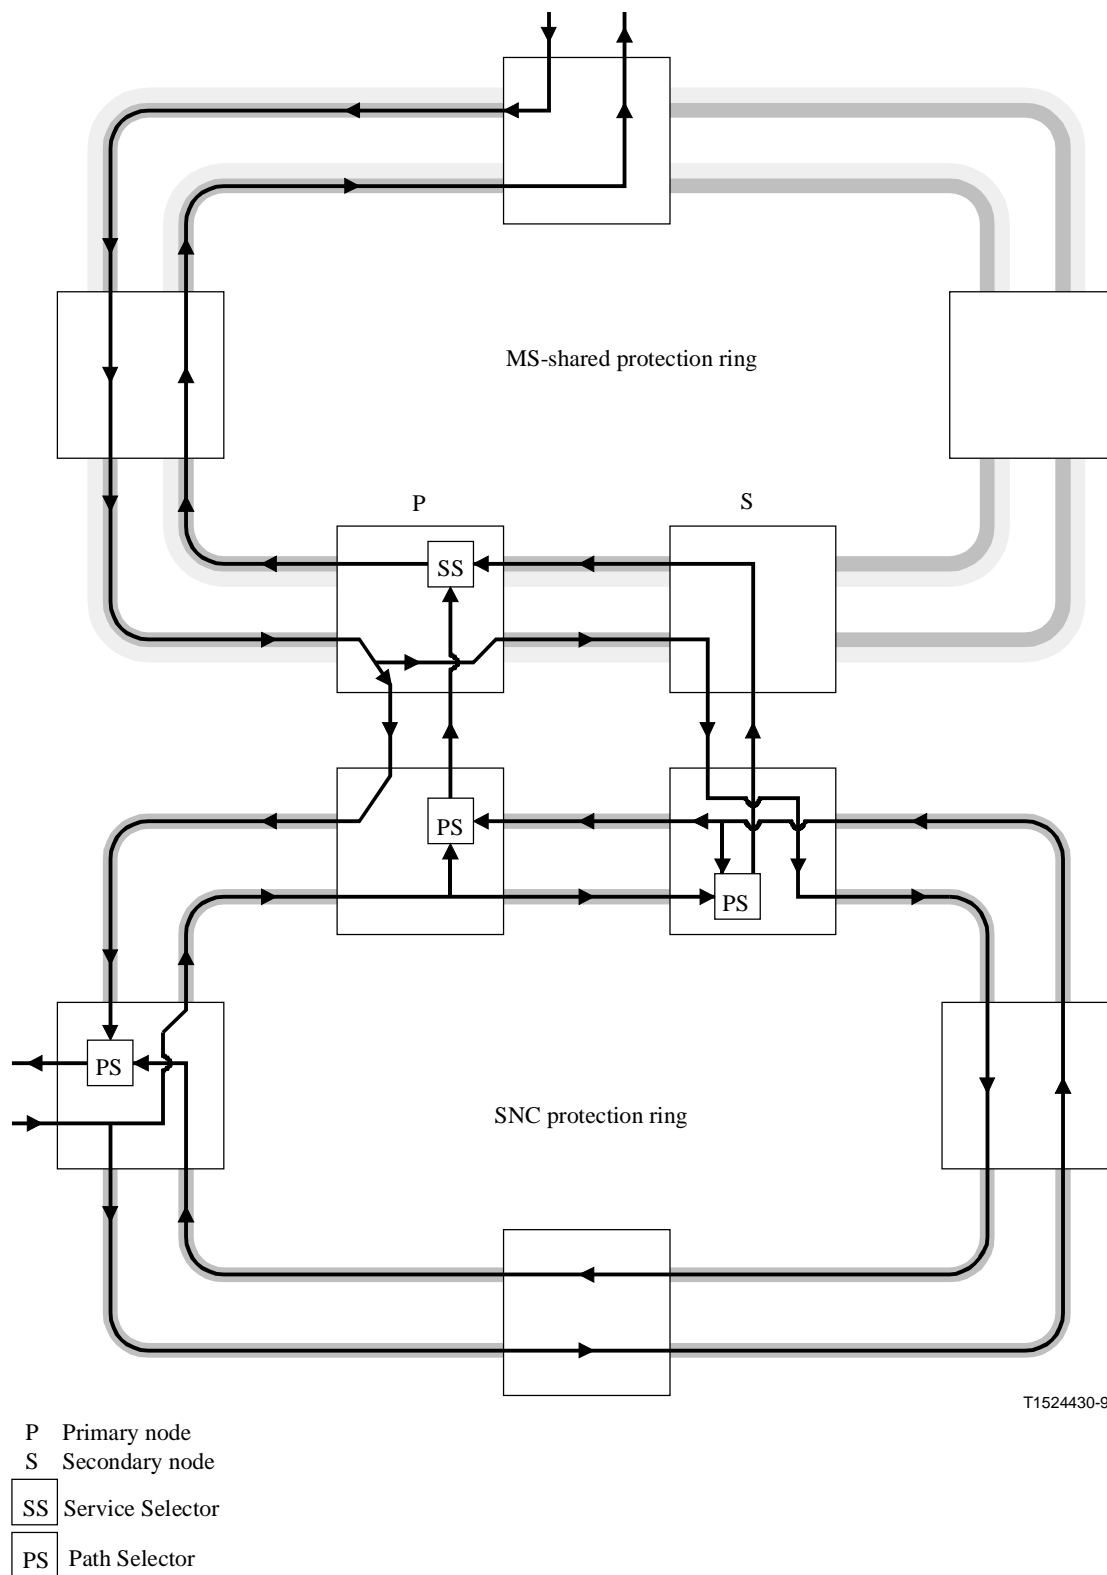 MS-shared protection ring
P
S
SS
PS
PS
PS
SNC protection ring
T1524430-9
P Primary node
S Secondary node
SS Service Selector
PS Path Selector